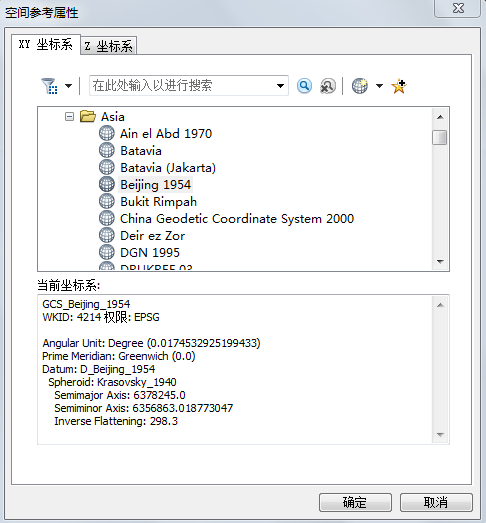 空间参考属性
XY 坐标系
Z 坐标系
在此处输入以进行搜索
Asia
Ain el Abd 1970
Batavia
Batavia (Jakarta)
Beijing 1954
Bukit Rimpah
China Geodetic Coordinate System 2000
Deir ez Zor
DGN 1995
当前坐标系:
GCS_Beijing_1954
WKID: 4214 权限: EPSG
Angular Unit: Degree (0.0174532925199433)
Prime Meridian: Greenwich (0.0)
Datum: D_Beijing_1954
Spheroid: Krasovsky_1940
Semimajor Axis: 6378245.0
Semiminor Axis: 6356863.018773047
Inverse Flattening: 298.3
确定
取消